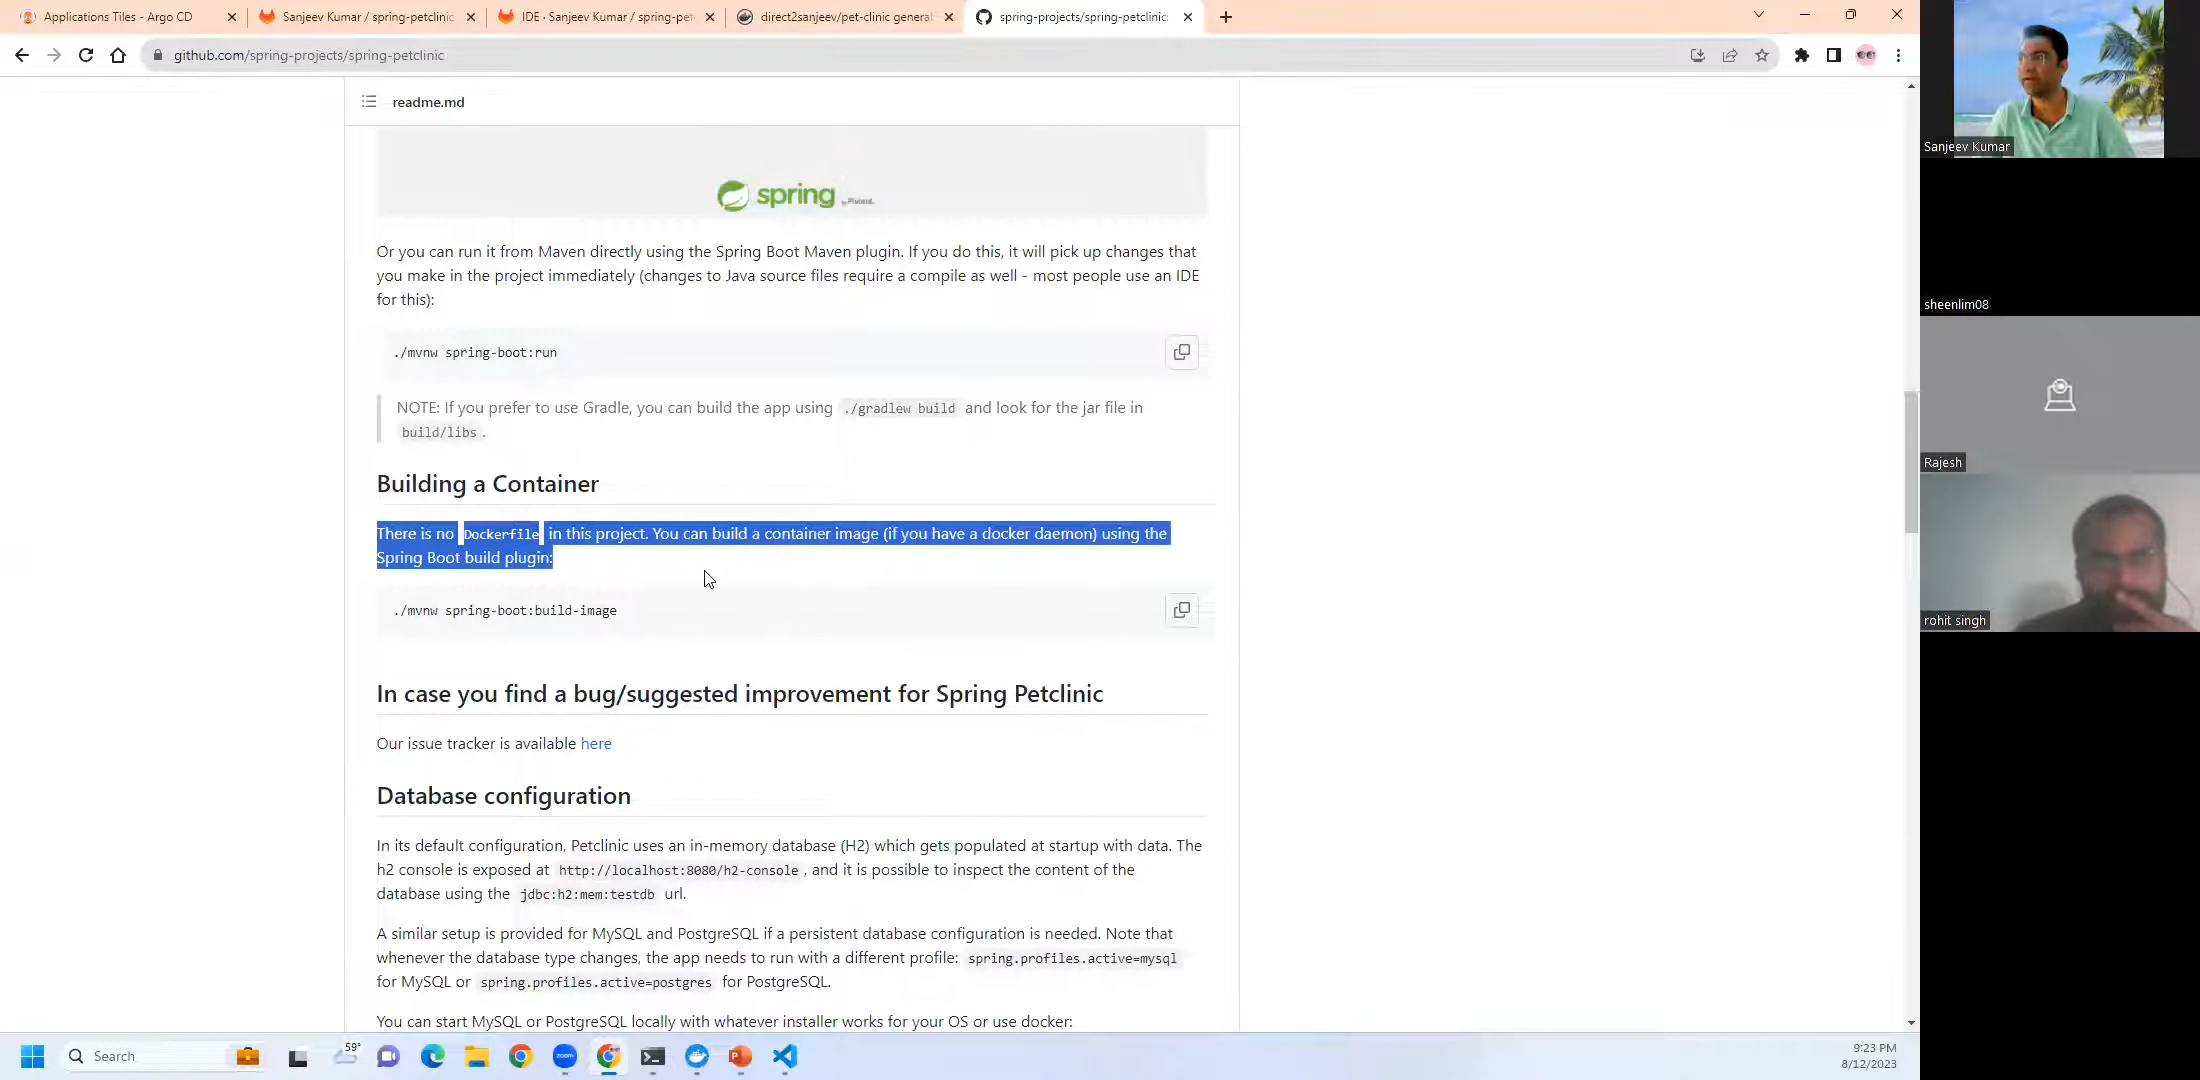 Applications Tiles - Argo CD
Sanjeev Kumar / spring-petclinic
IDE · Sanjeev Kumar / spring-pet
direct2sanjeev/pet-clinic general
spring-projects/spring-petclinic:
github.com/spring-projects/spring-petclinic
readme.md
spring
Or you can run it from Maven directly using the Spring Boot Maven plugin. If you do this, it will pick up changes that
you make in the project immediately (changes to Java source files require a compile as well - most people use an IDE
for this):
./mvnw spring-boot:run
NOTE: If you prefer to use Gradle, you can build the app using ./gradlew build and look for the jar file in
build/libs .
Building a Container
There is no Dockerfile in this project. You can build a container image (if you have a docker daemon) using the
Spring Boot build plugin:
./mvnw spring-boot:build-image
In case you find a bug/suggested improvement for Spring Petclinic
Our issue tracker is available here
Database configuration
In its default configuration, Petclinic uses an in-memory database (H2) which gets populated at startup with data. The
h2 console is exposed at http://localhost:8080/h2-console , and it is possible to inspect the content of the
database using the jdbc:h2:mem:testdb url.
A similar setup is provided for MySQL and PostgreSQL if a persistent database configuration is needed. Note that
whenever the database type changes, the app needs to run with a different profile: spring.profiles.active=mysql
for MySQL or spring.profiles.active=postgres for PostgreSQL.
You can start MySQL or PostgreSQL locally with whatever installer works for your OS or use docker:
Sanjeev Kumar
sheenlim08
Rajesh
rohit singh
Search
59°
zoom
9:23 PM
8/12/2023